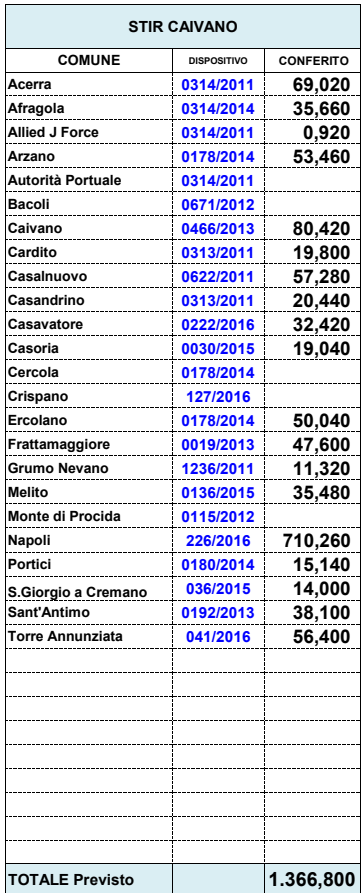 STIR CAIVANO
COMUNE DISPOSITIVO CONFERITO
Acerra 0314/2011 69,020
Afragola 0314/2014 35,660
Allied J Force 0314/2011 0,920
Arzano 0178/2014 53,460
Autorità Portuale 0314/2011
Bacoli 0671/2012
Caivano 0466/2013 80,420
Cardito 0313/2011 19,800
Casalnuovo 0622/2011 57,280
Casandrino 0313/2011 20,440
Casavatore 0222/2016 32,420
Casoria 0030/2015 19,040
Cercola 0178/2014
Crispano 127/2016
Ercolano 0178/2014 50,040
Frattamaggiore 0019/2013 47,600
Grumo Nevano 1236/2011 11,320
Melito 0136/2015 35,480
Monte di Procida 0115/2012
Napoli 226/2016 710,260
Portici 0180/2014 15,140
S.Giorgio a Cremano 036/2015 14,000
Sant'Antimo 0192/2013 38,100
Torre Annunziata 041/2016 56,400
TOTALE Previsto 1.366,800